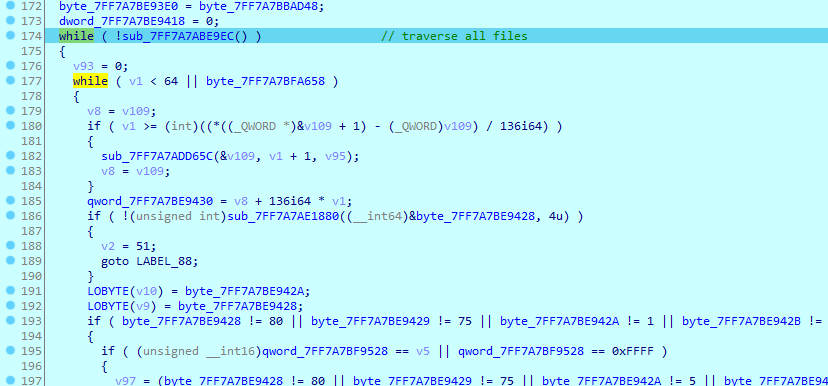 172 byte_7FF7A7BE93E0 = byte_7FF7A7BBAD48;
173 dword_7FF7A7BE9418 = 0;
174 while ( !sub_7FF7A7ABE9EC() ) // traverse all files
175 {
176 v93 = 0;
177 while ( v1 < 64 || byte_7FF7A7BFA658 )
178 {
179 v8 = v109;
180 if ( v1 >= (int)((*((_QWORD *)&v109 + 1) - (_QWORD)v109) / 136i64) )
181 {
182 sub_7FF7A7ADD65C(&v109, v1 + 1, v95);
183 v8 = v109;
184 }
185 qword_7FF7A7BE9430 = v8 + 136i64 * v1;
186 if ( !(unsigned int)sub_7FF7A7AE1880((__int64)&byte_7FF7A7BE9428, 4u) )
187 {
188 v2 = 51;
189 goto LABEL_88;
190 }
191 LOBYTE(v10) = byte_7FF7A7BE942A;
192 LOBYTE(v9) = byte_7FF7A7BE9428;
193 if ( byte_7FF7A7BE9428 != 80 || byte_7FF7A7BE9429 != 75 || byte_7FF7A7BE942A != 1 || byte_7FF7A7BE942B !=
194 {
195 if ( (unsigned __int16)qword_7FF7A7BF9528 == v5 || qword_7FF7A7BF9528 == 0xFFFF )
196 {
197 v97 = (byte_7FF7A7BE9428 != 80 || byte_7FF7A7BE9429 != 75 || byte_7FF7A7BE942A != 5 ||